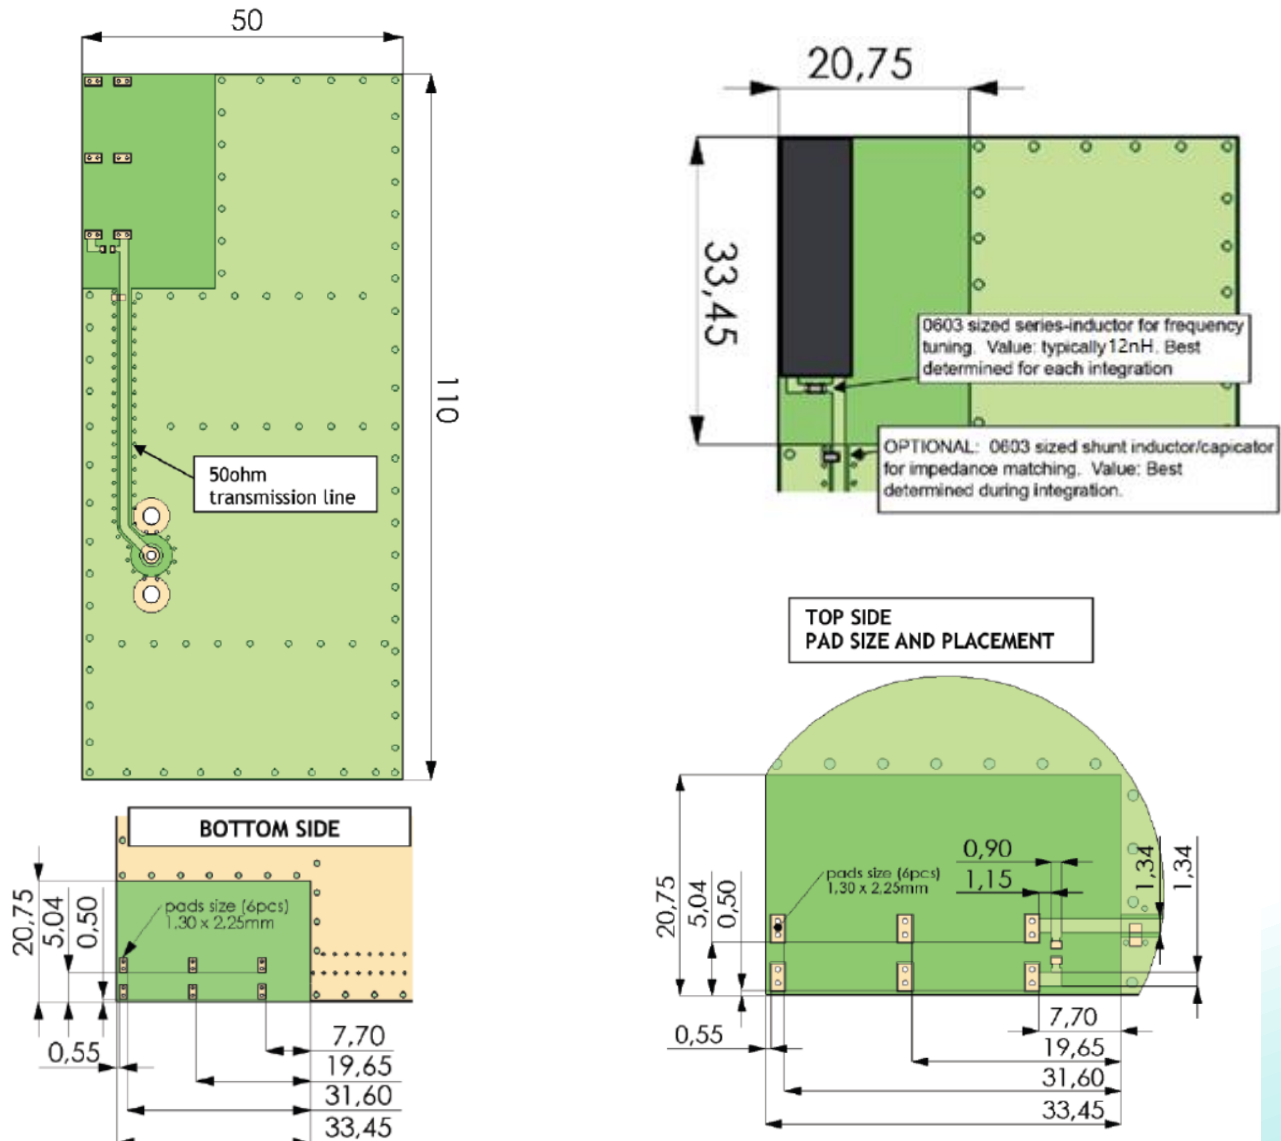 50
110
50ohm
transmission line
20,75
33,45
0603 sized series-inductor for frequency
tuning. Value: typically 12nH. Best
determined for each integration
OPTIONAL: 0603 sized shunt inductor/capicator
for impedance matching. Value: Best
determined during integration.
BOTTOM SIDE
20,75
5,04
0,50
pads size (6pcs)
1,30 x 2,25mm
0,55
7,70
19,65
31,60
33,45
TOP SIDE
PAD SIZE AND PLACEMENT
20,75
5,04
0,50
pads size (6pcs)
1,30 x 2,25mm
0,90
1,15
1,34
1,34
0,55
7,70
19,65
31,60
33,45